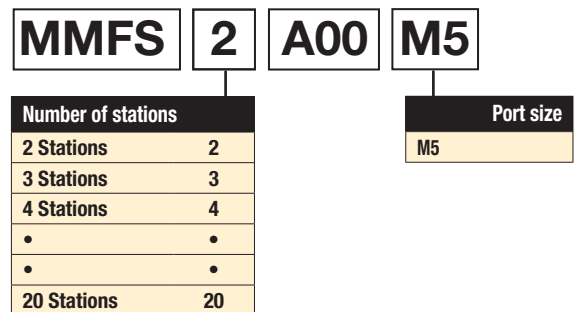 MMFS 2 A00 M5
Number of stations
2 Stations 2
3 Stations 3
4 Stations 4
• •
• •
20 Stations 20
Port size
M5